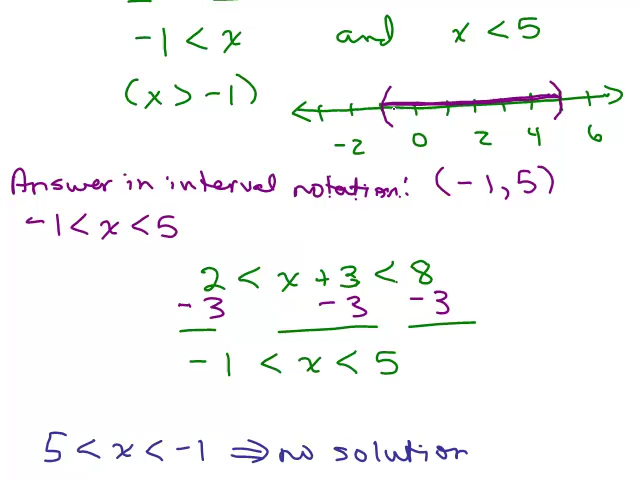 -1 < x and x < 5
(x > -1)
-2 0 2 4 6
Answer in interval notation: (-1, 5)
-1 < x < 5
2 < x + 3 < 8
-3 -3 -3
-1 < x < 5
5 < x < -1 ⇒ no solution